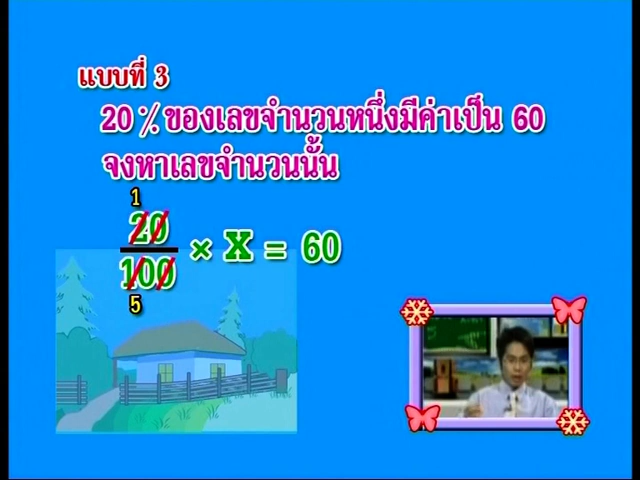 แบบที่ 3
20 % ของเลขจำนวนหนึ่งมีค่าเป็น 60
จงหาเลขจำนวนนั้น
1
20
100
5
× X = 60